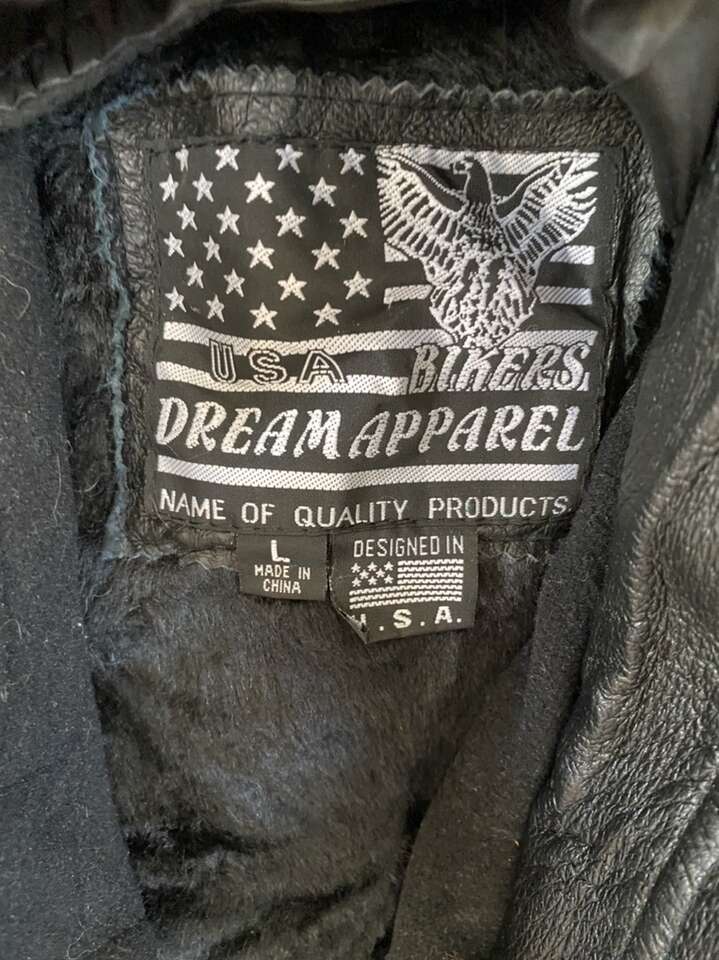 USA BIKERS
DREAM APPAREL
NAME OF QUALITY PRODUCTS
L
MADE IN
CHINA
DESIGNED IN
U.S.A.